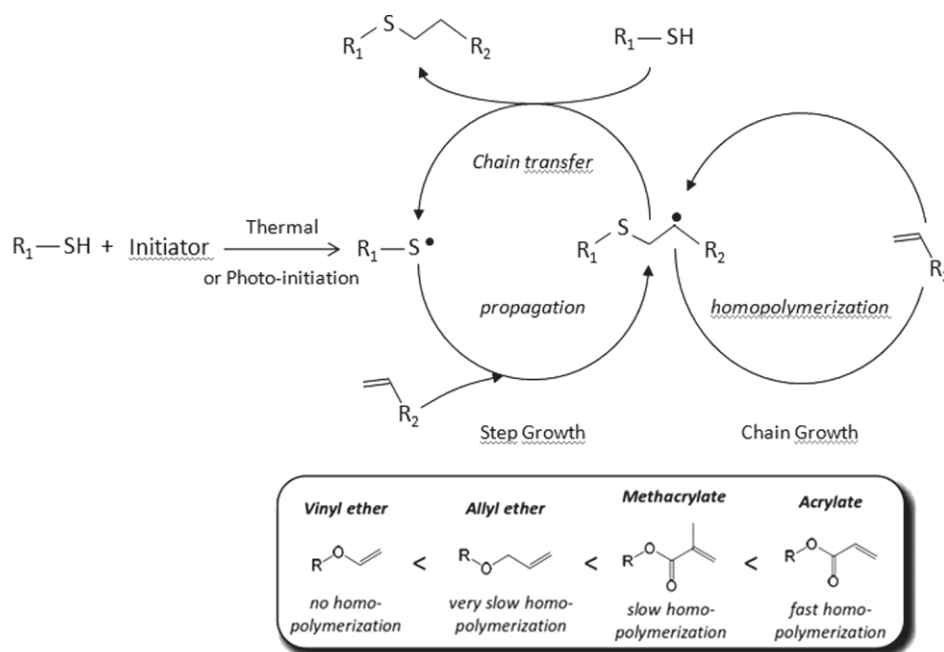 R1
S
R2
R1—SH
Chain transfer
R1—SH + Initiator
Thermal
or Photo-initiation
R1—S•
S
R1
R2
R2
propagation
homopolymerization
R2
Step Growth
Chain Growth
Vinyl ether
Allyl ether
Methacrylate
Acrylate
R O < R O < R O O < R O O
no homo-
polymerization
very slow homo-
polymerization
slow homo-
polymerization
fast homo-
polymerization